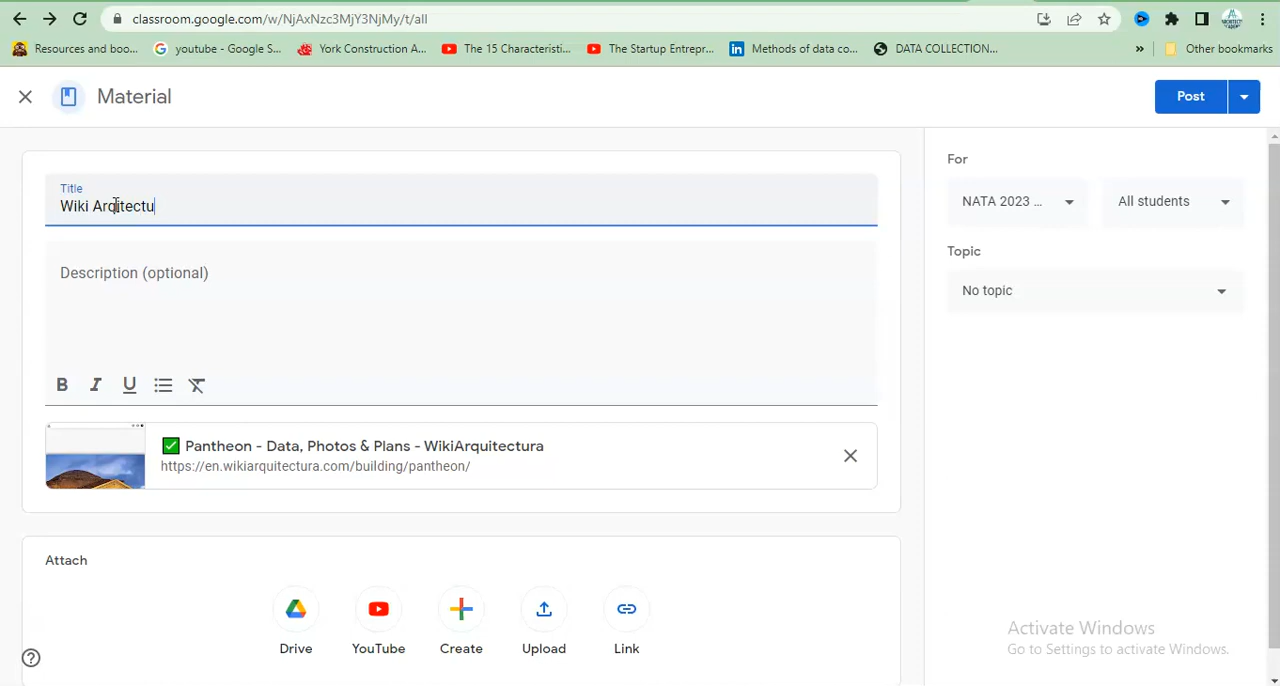 classroom.google.com/w/NjAxNzc3MjY3NjMy/t/all
Resources and boo...
youtube - Google S...
York Construction A...
The 15 Characteristi...
The Startup Entrepr...
Methods of data co...
DATA COLLECTION...
»
Other bookmarks
Material
Post
Title
Wiki Arqitectu
Description (optional)
B I U
✅ Pantheon - Data, Photos & Plans - WikiArquitectura
https://en.wikiarquitectura.com/building/pantheon/
Attach
Drive
YouTube
Create
Upload
Link
For
NATA 2023 ...
All students
Topic
No topic
Activate Windows
Go to Settings to activate Windows.